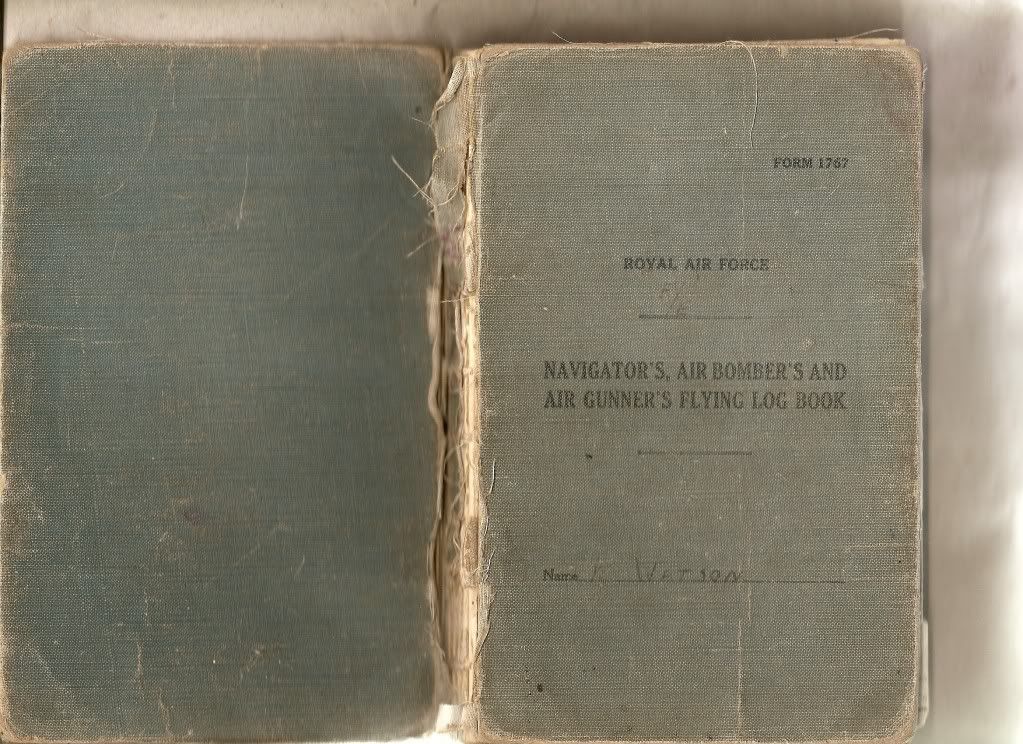 FORM 1767
ROYAL AIR FORCE
NAVIGATOR'S, AIR BOMBER'S AND
AIR GUNNER'S FLYING LOG BOOK
Name K WATSON